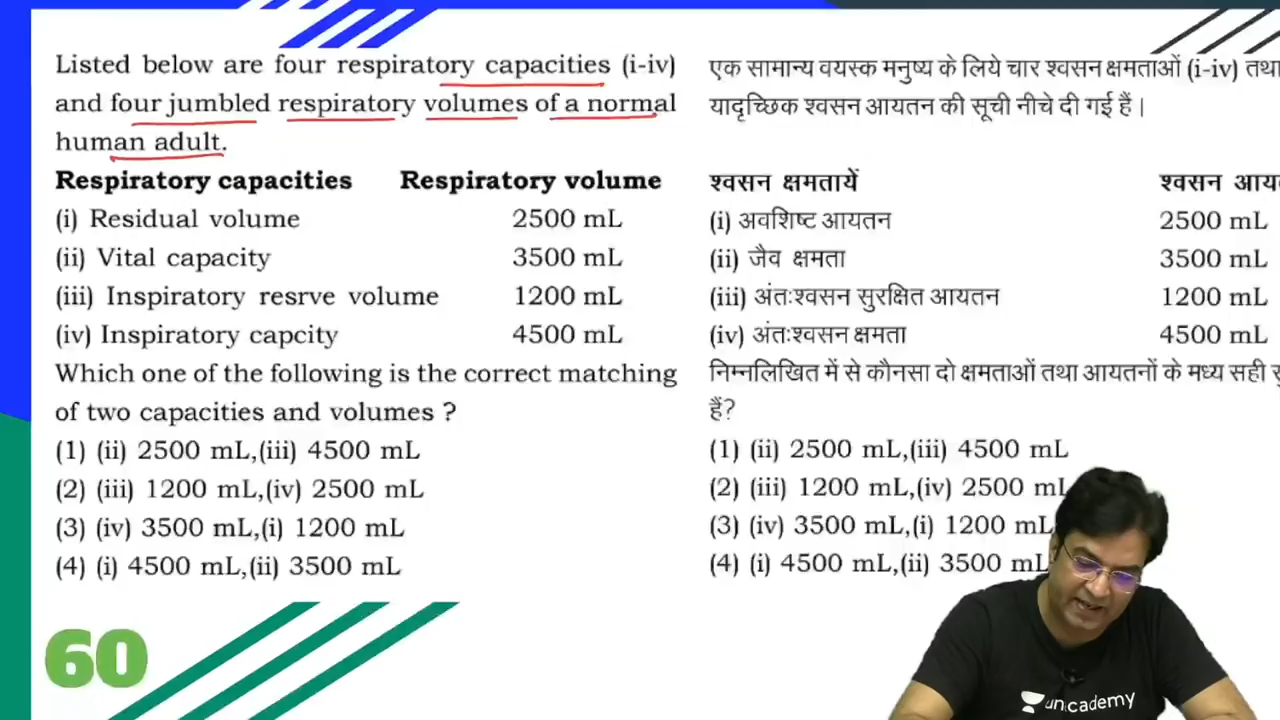 Listed below are four respiratory capacities (i-iv)
and four jumbled respiratory volumes of a normal
human adult.
Respiratory capacities Respiratory volume
(i) Residual volume 2500 mL
(ii) Vital capacity 3500 mL
(iii) Inspiratory resrve volume 1200 mL
(iv) Inspiratory capcity 4500 mL
Which one of the following is the correct matching
of two capacities and volumes ?
(1) (ii) 2500 mL,(iii) 4500 mL
(2) (iii) 1200 mL,(iv) 2500 mL
(3) (iv) 3500 mL,(i) 1200 mL
(4) (i) 4500 mL,(ii) 3500 mL
एक सामान्य वयस्क मनुष्य के लिये चार श्वसन क्षमताओं (i-iv) तथा
यादृच्छिक श्वसन आयतन की सूची नीचे दी गई हैं।
श्वसन क्षमतायें श्वसन
(i) अवशिष्ट आयतन 2500 mL
(ii) जैव क्षमता 3500 mL
(iii) अंतःश्वसन सुरक्षित आयतन 1200 mL
(iv) अंतःश्वसन क्षमता 4500 mL
निम्नलिखित में से कौनसा दो क्षमताओं तथा आयतनों के मध्य सही
हैं?
(1) (ii) 2500 mL,(iii) 4500 mL
(2) (iii) 1200 mL,(iv) 2500 mL
(3) (iv) 3500 mL,(i) 1200 mL
(4) (i) 4500 mL,(ii) 3500 mL
60
unacademy